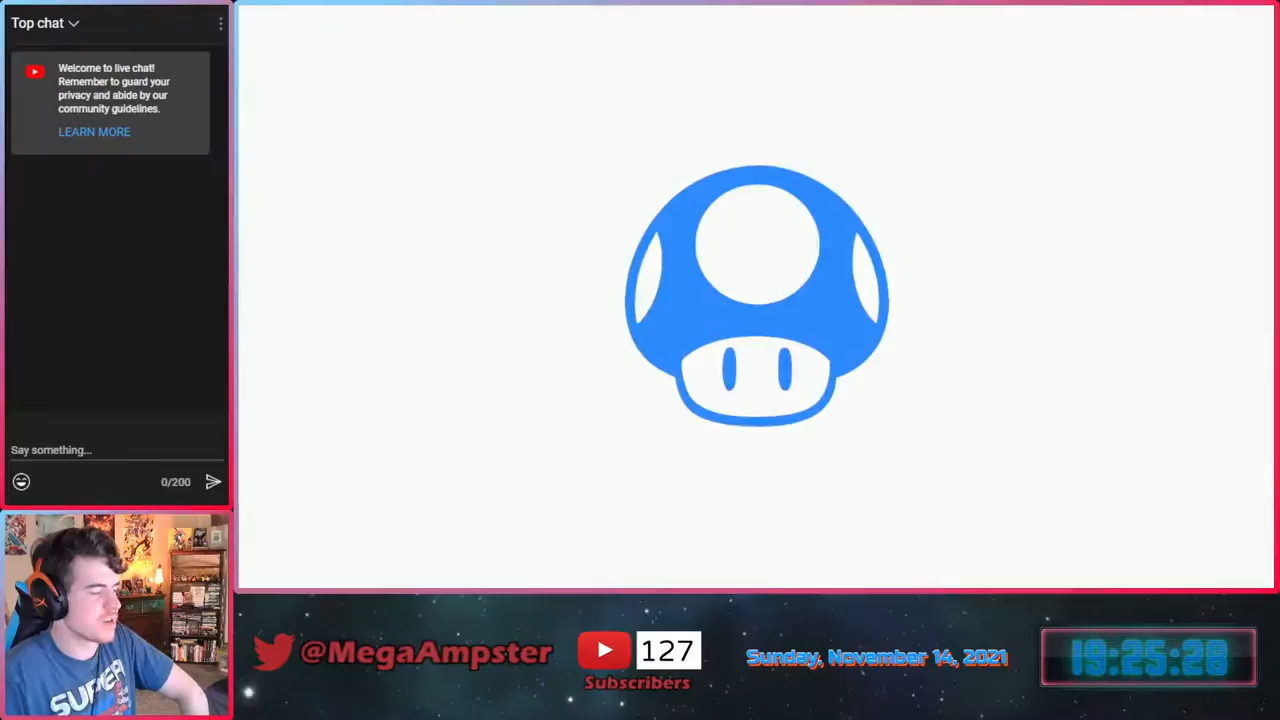 Top chat
Welcome to live chat!
Remember to guard your
privacy and abide by our
community guidelines.
LEARN MORE
Say something...
0/200
@MegaAmpster
127
Subscribers
Sunday, November 14, 2021
19:25:28